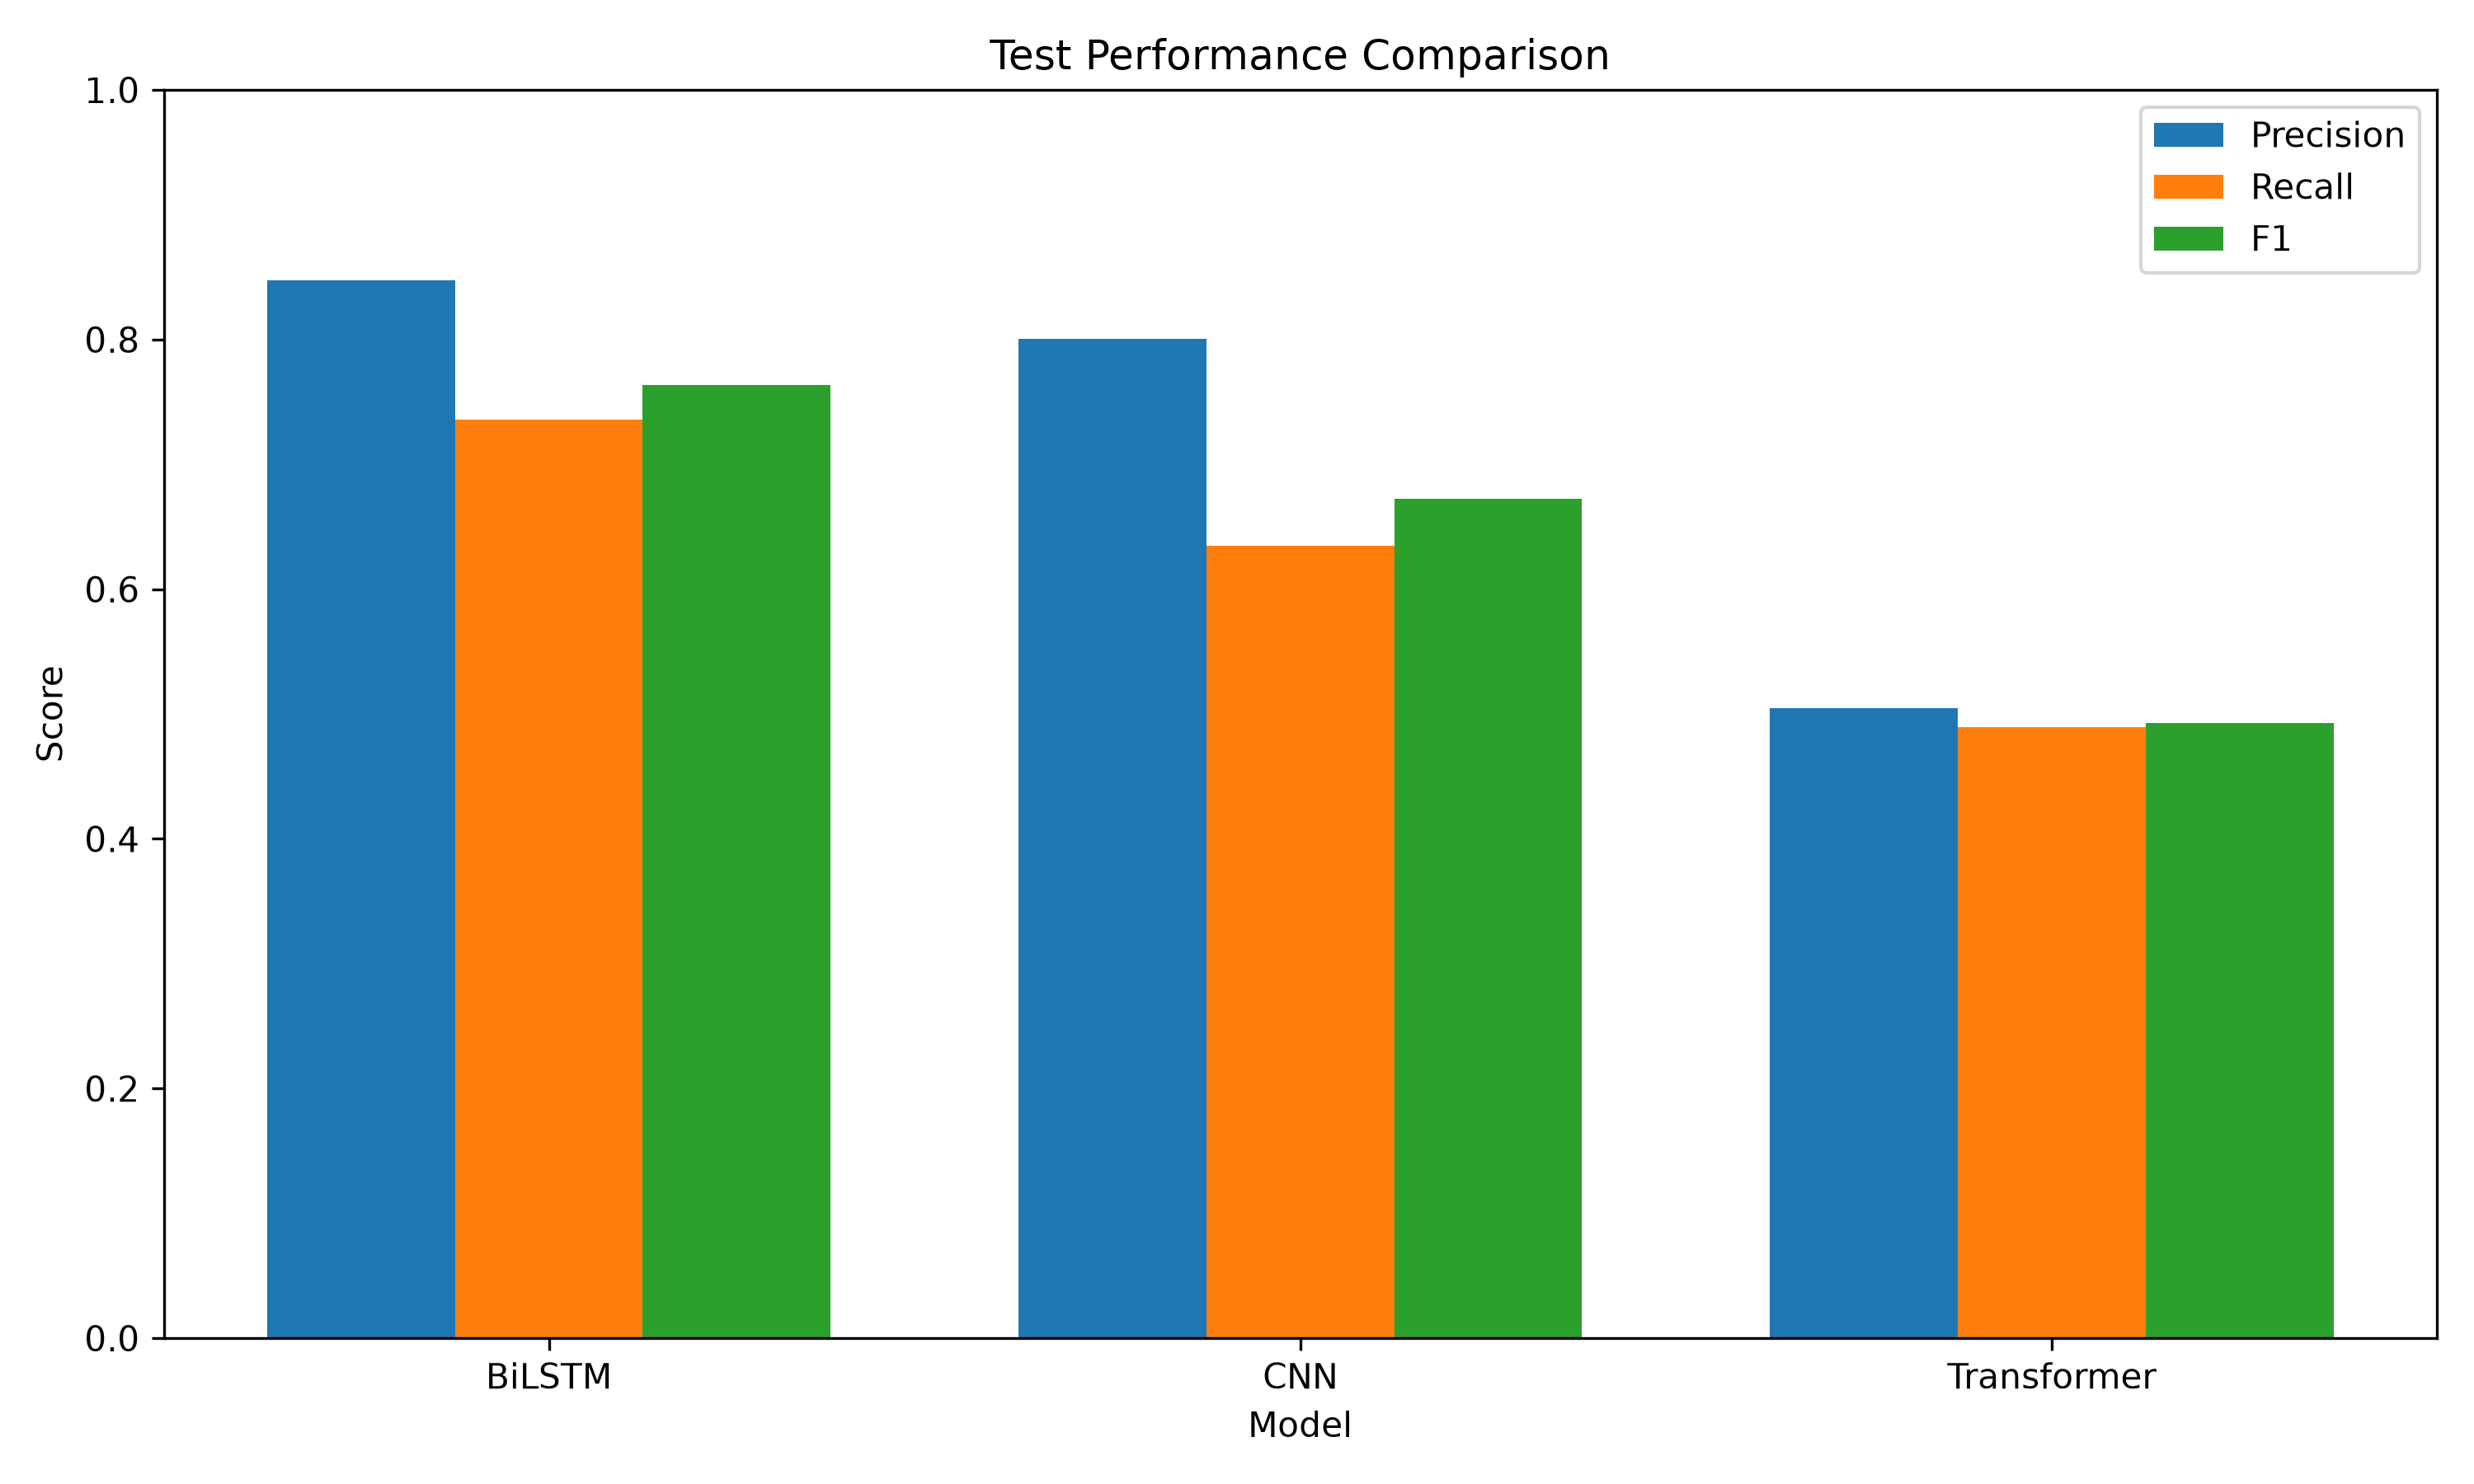 Test Performance Comparison
1.0
0.8
0.6
0.4
0.2
0.0
Score
Precision
Recall
F1
BiLSTM
CNN
Transformer
Model